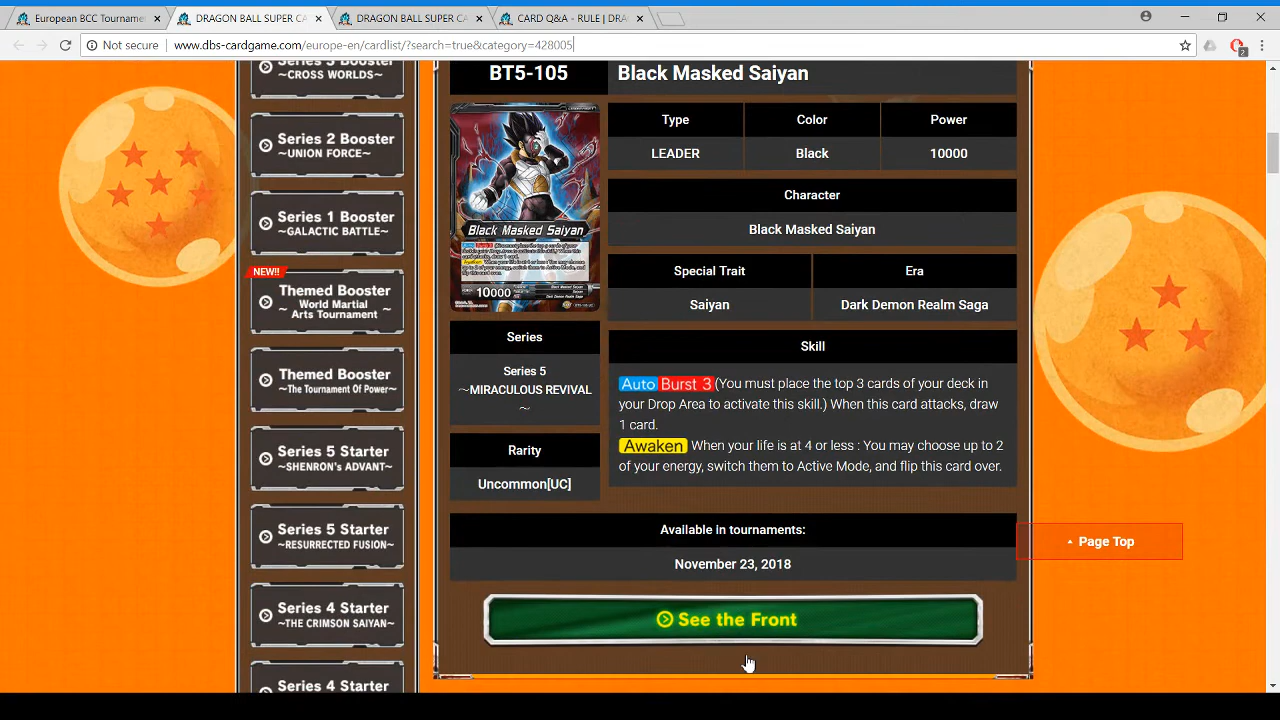 European BCC Tourname
DRAGON BALL SUPER CA
DRAGON BALL SUPER CA
CARD Q&A - RULE | DRA
Not secure
www.dbs-cardgame.com/europe-en/cardlist/?search=true&category=428005
2
Series 3 Booster
~CROSS WORLDS~
Series 2 Booster
~UNION FORCE~
Series 1 Booster
~GALACTIC BATTLE~
NEW!!
Themed Booster
World Martial
~ Arts Tournament ~
Themed Booster
~The Tournament Of Power~
Series 5 Starter
~SHENRON's ADVANT~
Series 5 Starter
~RESURRECTED FUSION~
Series 4 Starter
~THE CRIMSON SAIYAN~
Series 4 Starter
BT5-105
Black Masked Saiyan
Black Masked Saiyan
10000
Type
Color
Power
LEADER
Black
10000
Character
Black Masked Saiyan
Special Trait
Era
Saiyan
Dark Demon Realm Saga
Series
Series 5
～MIRACULOUS REVIVAL
～
Rarity
Uncommon[UC]
Skill
Auto Burst 3 (You must place the top 3 cards of your deck in
your Drop Area to activate this skill.) When this card attacks, draw
1 card.
Awaken When your life is at 4 or less : You may choose up to 2
of your energy, switch them to Active Mode, and flip this card over.
Available in tournaments:
November 23, 2018
See the Front
Page Top